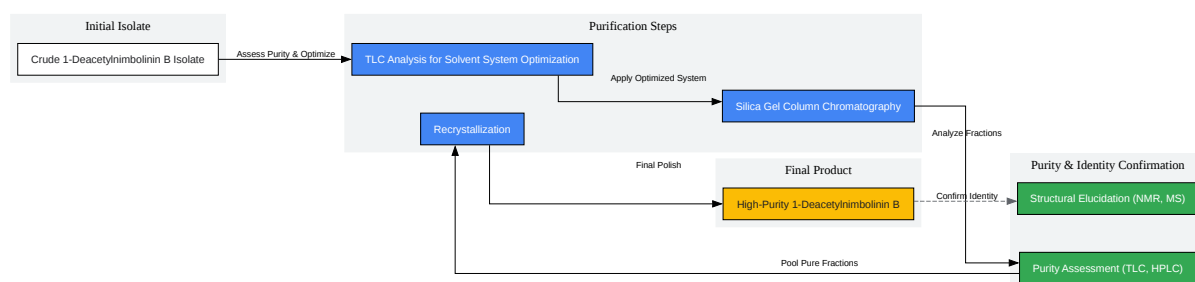 Initial Isolate
Crude 1-Deacetylnimbolinin B Isolate
Assess Purity & Optimize
Purification Steps
TLC Analysis for Solvent System Optimization
Apply Optimized System
Silica Gel Column Chromatography
Analyze Fractions
Recrystallization
Final Polish
Final Product
High-Purity 1-Deacetylnimbolinin B
Confirm Identity
Purity & Identity Confirmation
Structural Elucidation (NMR, MS)
Purity Assessment (TLC, HPLC)
Pool Pure Fractions